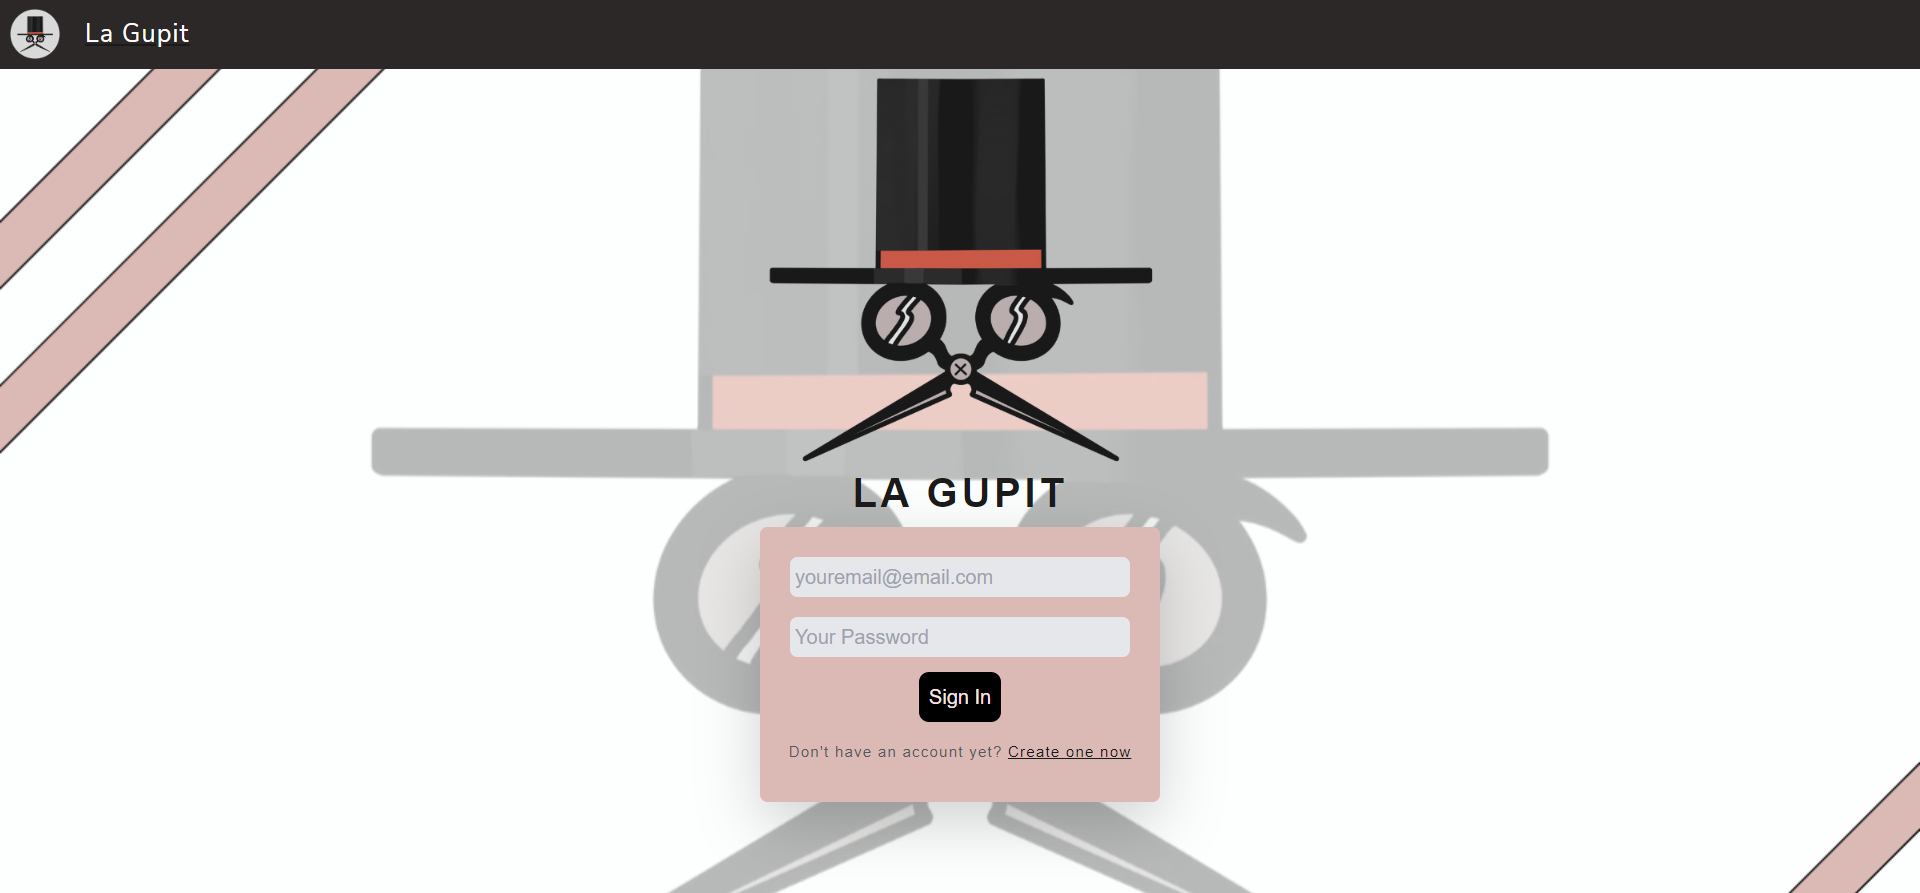 La Gupit
LA GUPIT
youremail@email.com
Your Password
Sign In
Don't have an account yet? Create one now